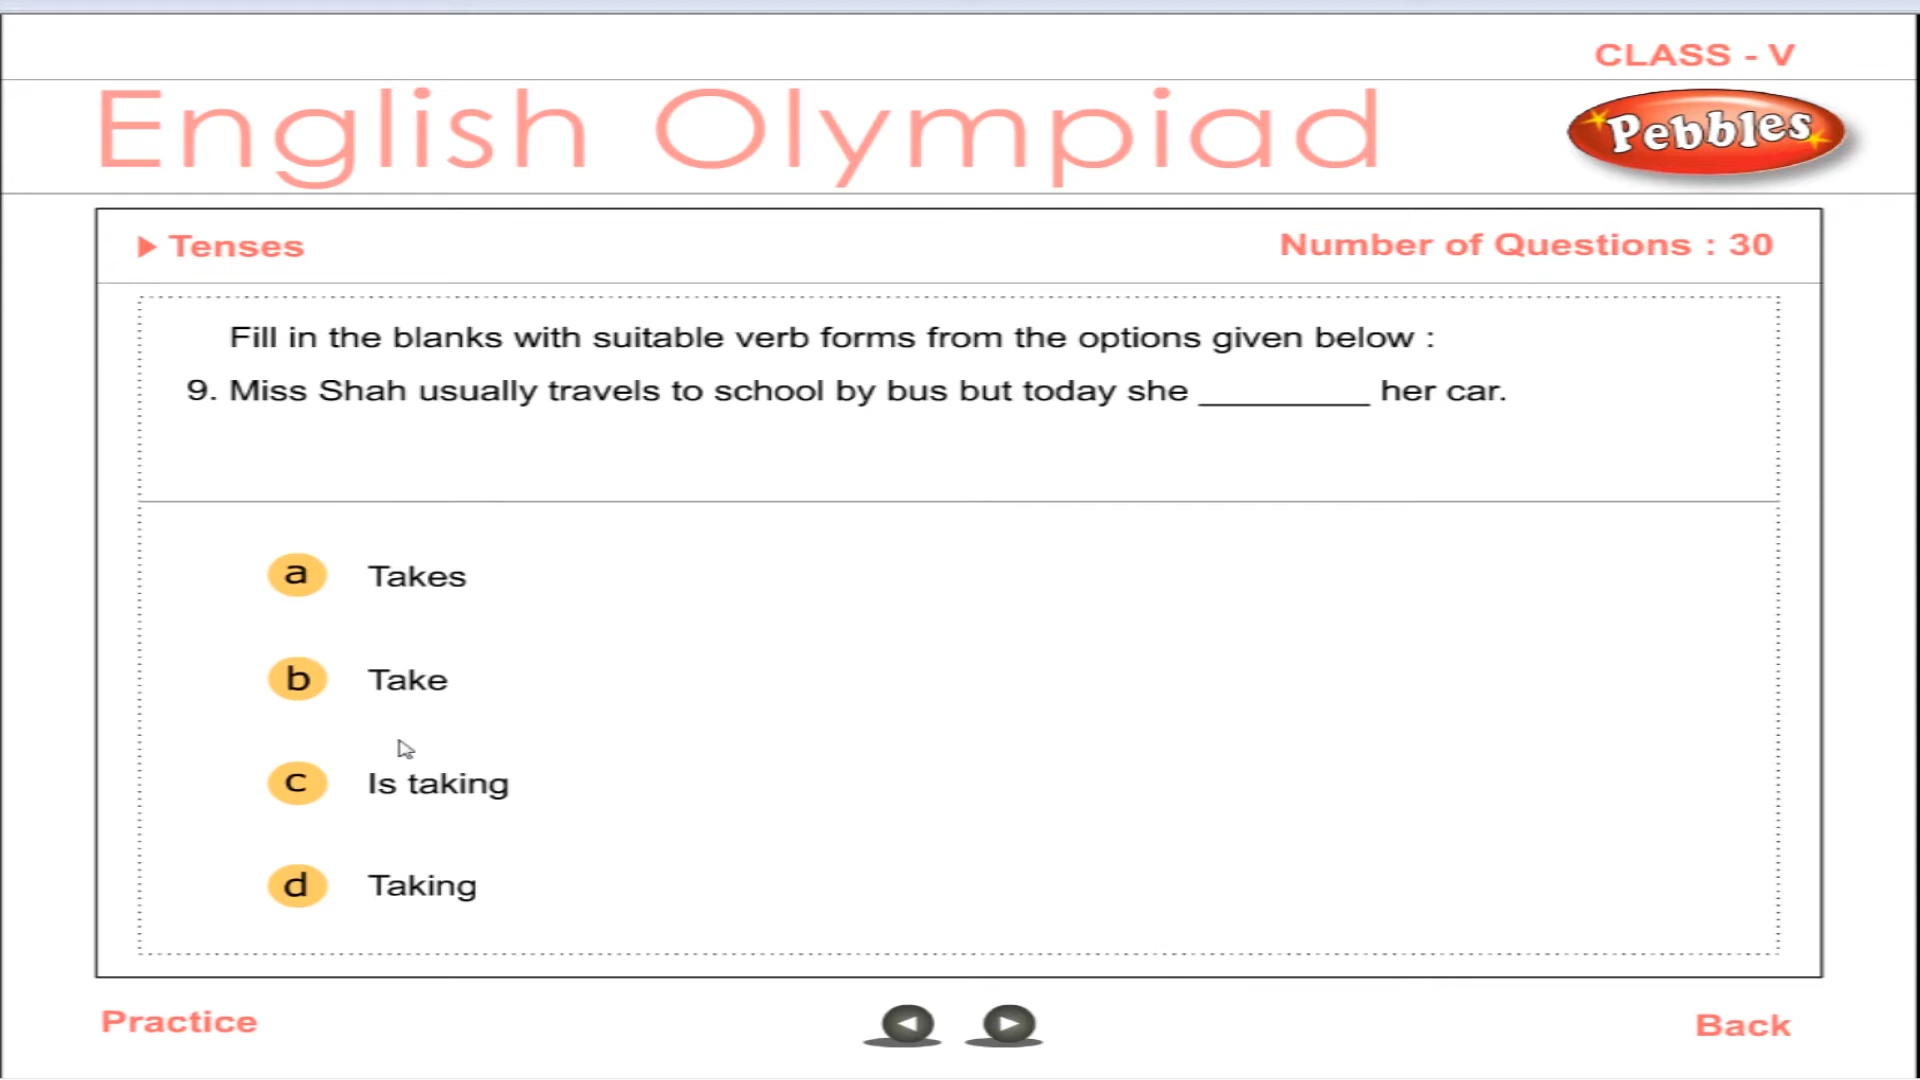 CLASS - V
English Olympiad
Pebbles
Tenses
Number of Questions : 30
Fill in the blanks with suitable verb forms from the options given below :
9. Miss Shah usually travels to school by bus but today she __________ her car.
a Takes
b Take
c Is taking
d Taking
Practice
Back